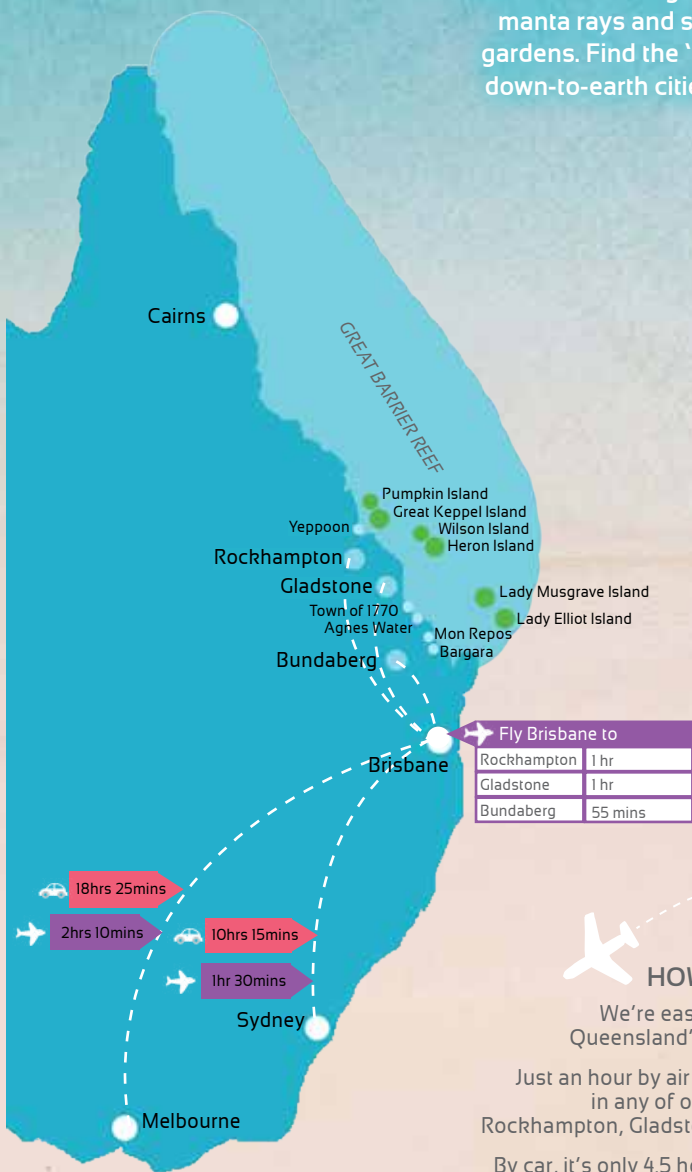 manta rays and s
gardens. Find the ‘
down-to-earth citie
Cairns
GREAT BARRIER REEF
Pumpkin Island
Great Keppel Island
Yeppoon
Wilson Island
Rockhampton
Heron Island
Gladstone
Lady Musgrave Island
Town of 1770
Lady Elliot Island
Agnes Water
Mon Repos
Bargara
Bundaberg
Brisbane
Fly Brisbane to
Rockhampton 1 hr
Gladstone 1 hr
Bundaberg 55 mins
18hrs 25mins
2hrs 10mins
10hrs 15mins
1hr 30mins
Sydney
Melbourne
HOW
We’re eas
Queensland’
Just an hour by air
in any of o
Rockhampton, Gladst
By car, it’s only 4.5 h